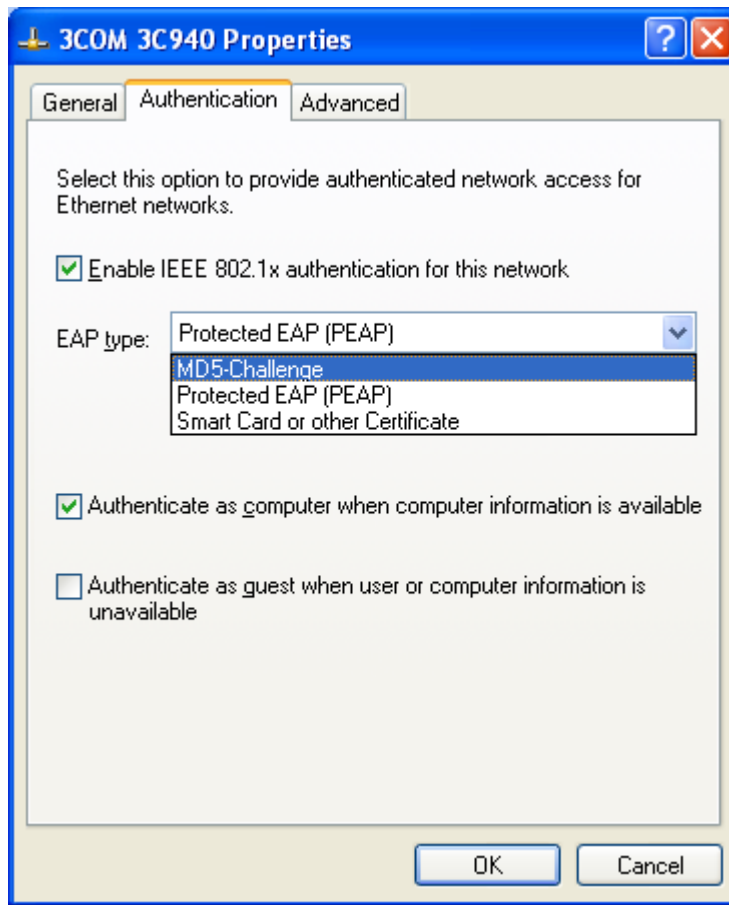 3COM 3C940 Properties
General
Authentication
Advanced
Select this option to provide authenticated network access for
Ethernet networks.
Enable IEEE 802.1x authentication for this network
EAP type:
Protected EAP (PEAP)
MD5-Challenge
Protected EAP (PEAP)
Smart Card or other Certificate
Authenticate as computer when computer information is available
Authenticate as guest when user or computer information is
unavailable
OK
Cancel